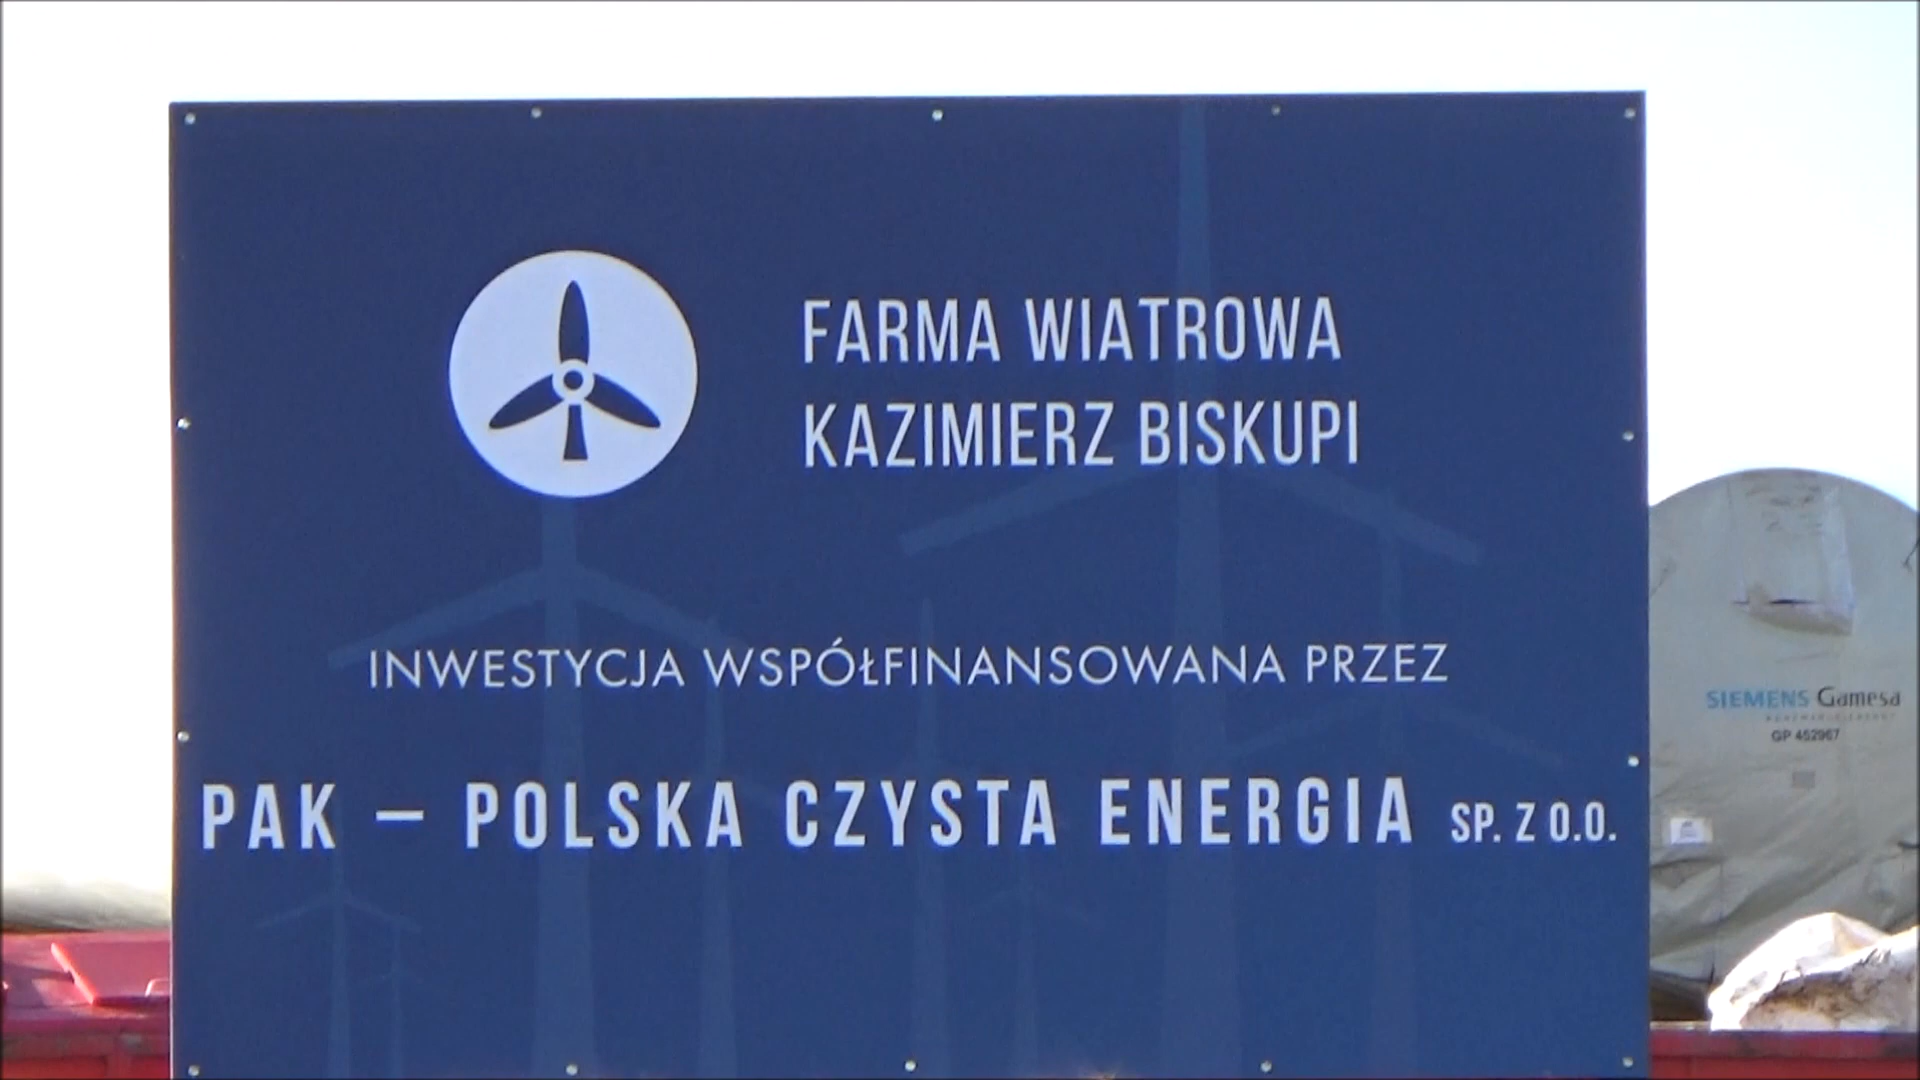 FARMA WIATROWA
KAZIMIERZ BISKUPI
INWESTYCJA WSPÓŁFINANSOWANA PRZEZ
PAK – POLSKA CZYSTA ENERGIA SP. Z O.O.
SIEMENS Gamesa
GP 452967